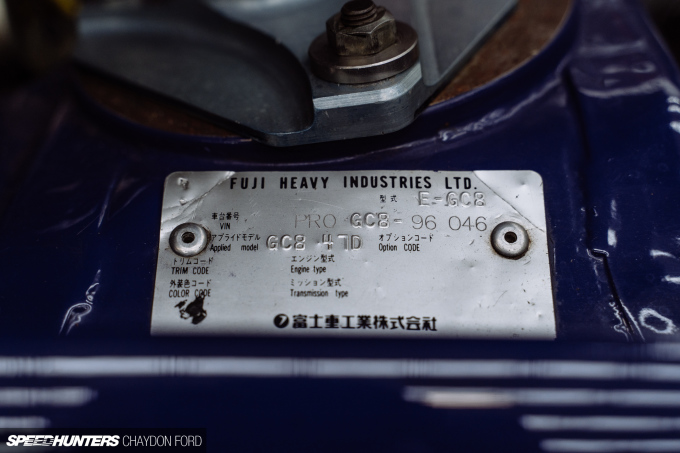 FUJI HEAVY INDUSTRIES LTD.
型式 E-GC8
車台番号 VIN PRO GC8-96 046
アプライドモデル Applied model GC8 47D オプションコード Option CODE
トリムコード TRIM CODE エンジン型式 Engine type
外装色コード COLOR CODE ミッション型式 Transmission type
富士重工業株式会社
SPEEDHUNTERS CHAYDON FORD